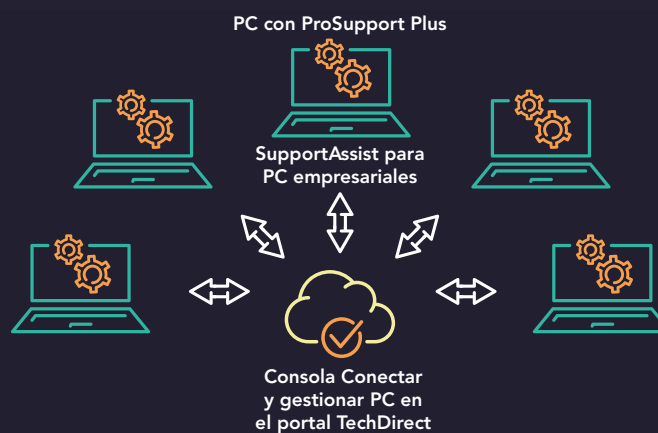 PC con ProSupport Plus
SupportAssist para
PC empresariales
Consola Conectar
y gestionar PC en
el portal TechDirect